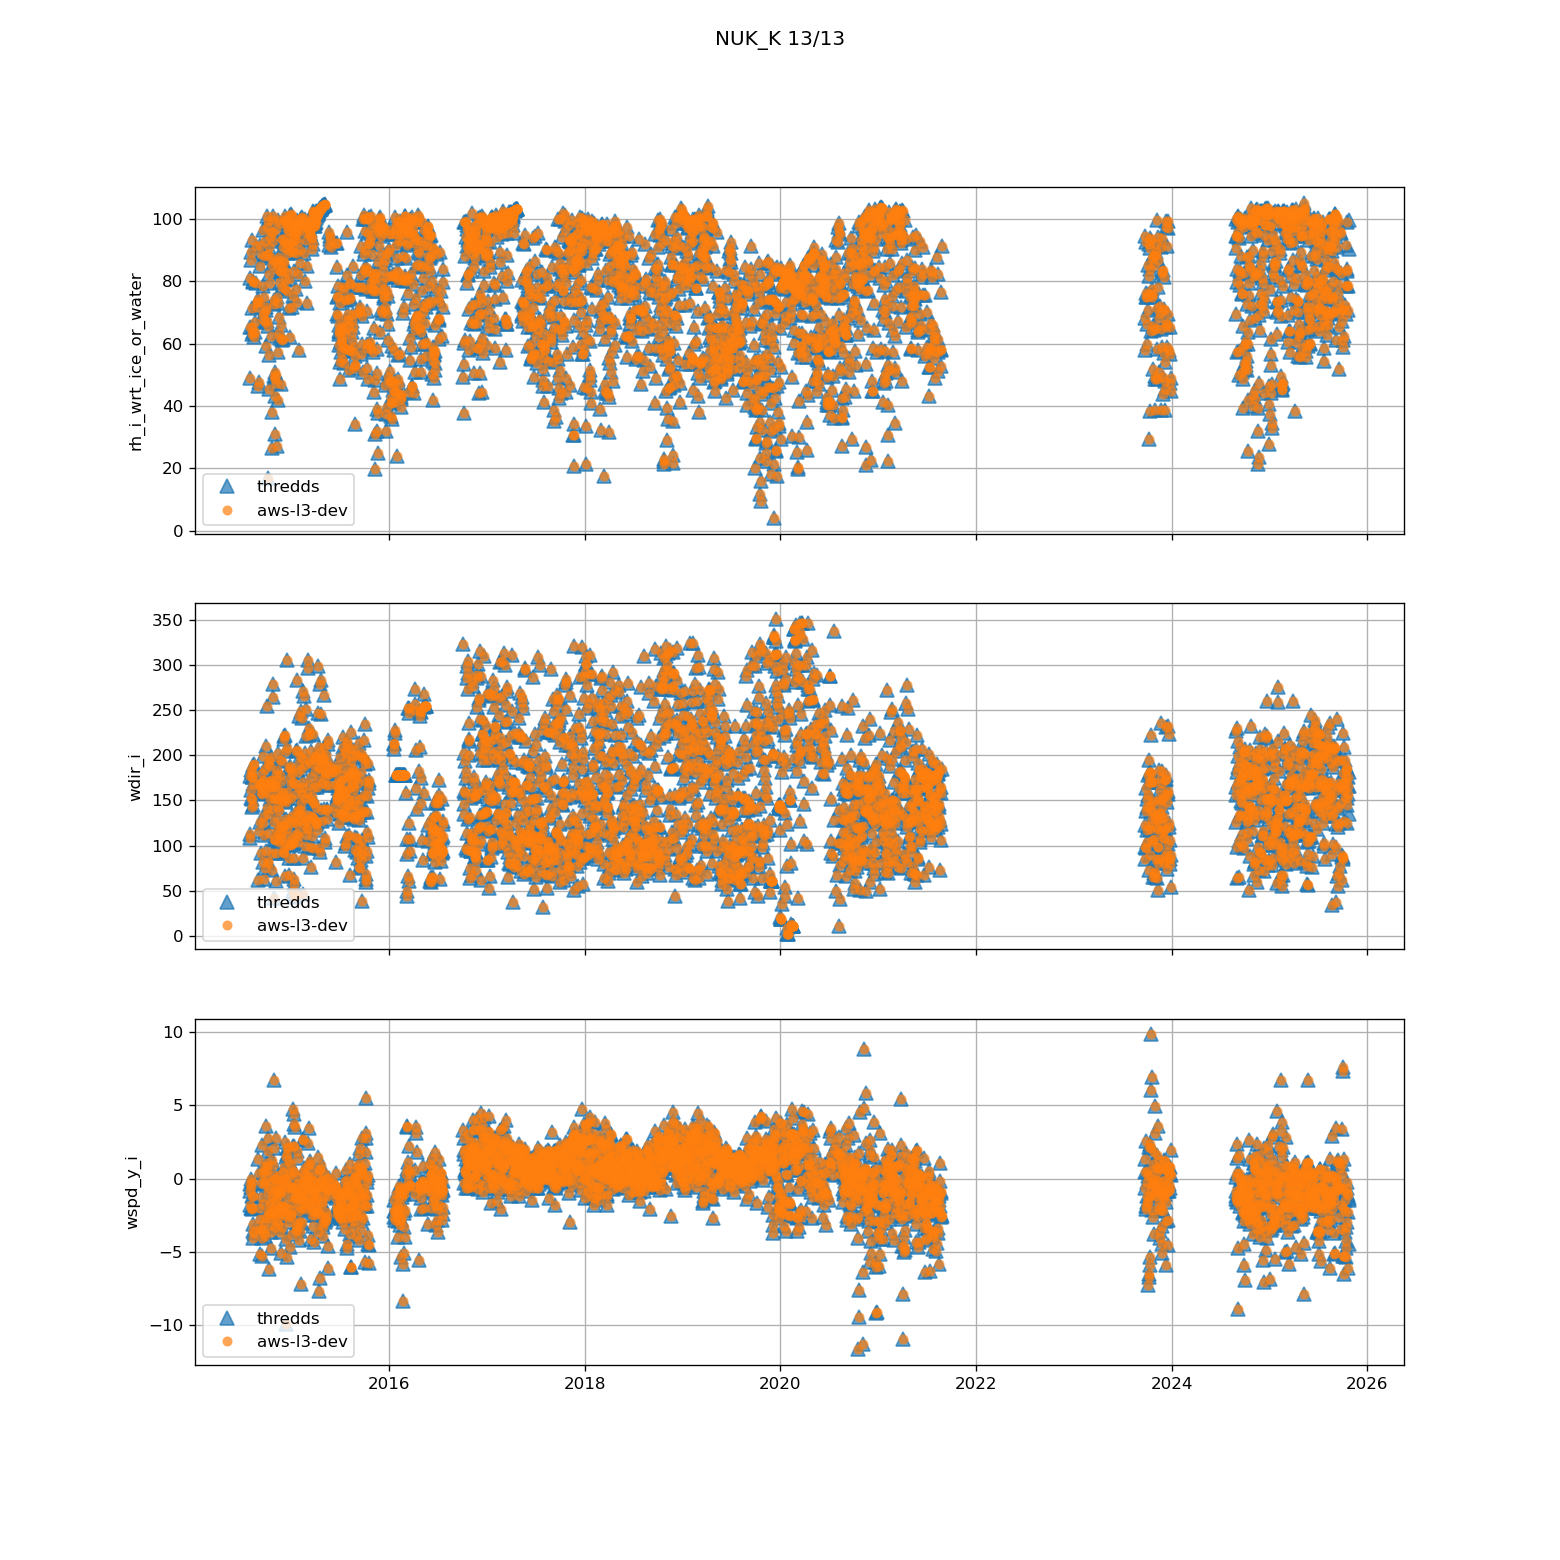 NUK_K 13/13
rh_i_wrt_ice_or_water
100
80
60
40
20
0
thredds
aws-l3-dev
wdir_i
350
300
250
200
150
100
50
0
thredds
aws-l3-dev
wspd_y_i
10
5
0
−5
−10
thredds
aws-l3-dev
2016 2018 2020 2022 2024 2026